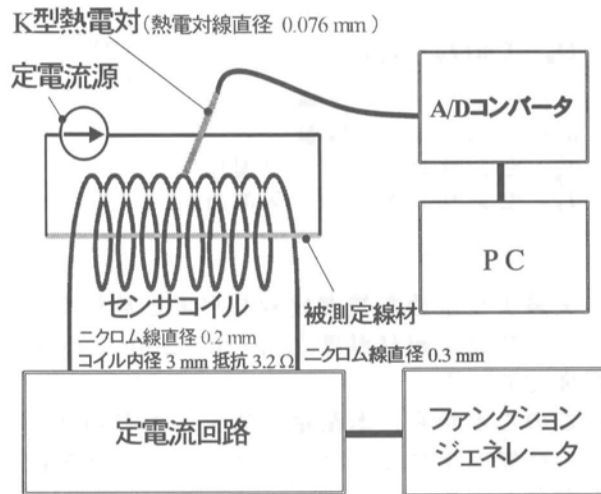 K型熱電対(熱電対線直径 0.076 mm)
定電流源
A/Dコンバータ
PC
センサコイル
ニクロム線直径 0.2 mm
コイル内径 3 mm 抵抗 3.2 Ω
被測定線材
ニクロム線直径 0.3 mm
定電流回路
ファンクション
ジェネレータ